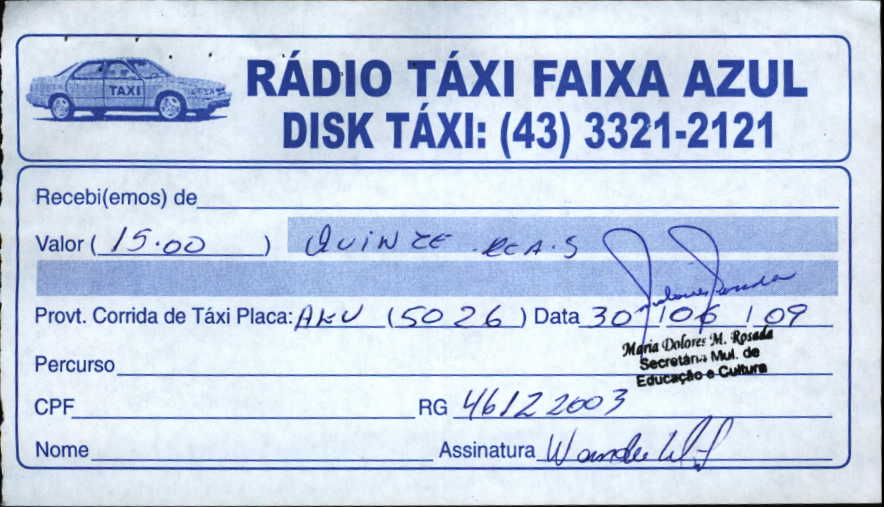 TÁXI
RÁDIO TÁXI FAIXA AZUL
DISK TÁXI: (43) 3321-2121
Recebi(emos) de
Valor ( 15.00 ) QUINZE REAIS
Provt. Corrida de Táxi Placa: AKU (5026) Data 30/06/09
Maria Dolores M. Rosada
Secretária Mul. de
Educação e Cultura
Percurso
CPF RG 46122003
Nome Assinatura